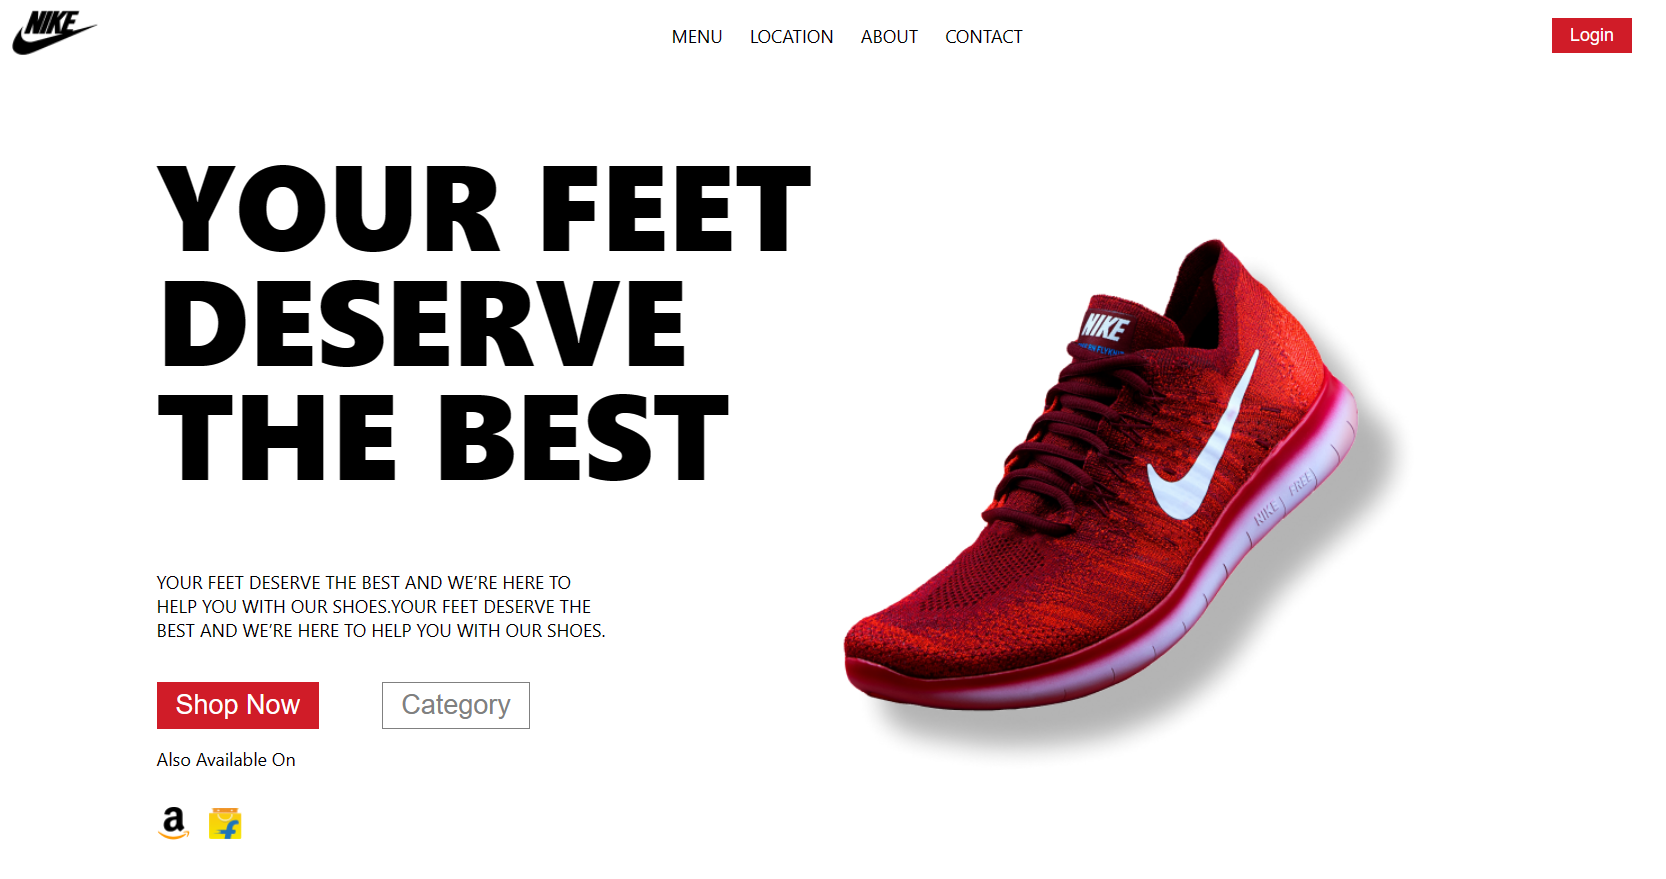 NIKE
MENU
LOCATION
ABOUT
CONTACT
Login
YOUR FEET
DESERVE
THE BEST
NIKE
NIKE FREE
YOUR FEET DESERVE THE BEST AND WE’RE HERE TO
HELP YOU WITH OUR SHOES.YOUR FEET DESERVE THE
BEST AND WE’RE HERE TO HELP YOU WITH OUR SHOES.
Shop Now
Category
Also Available On
a
f